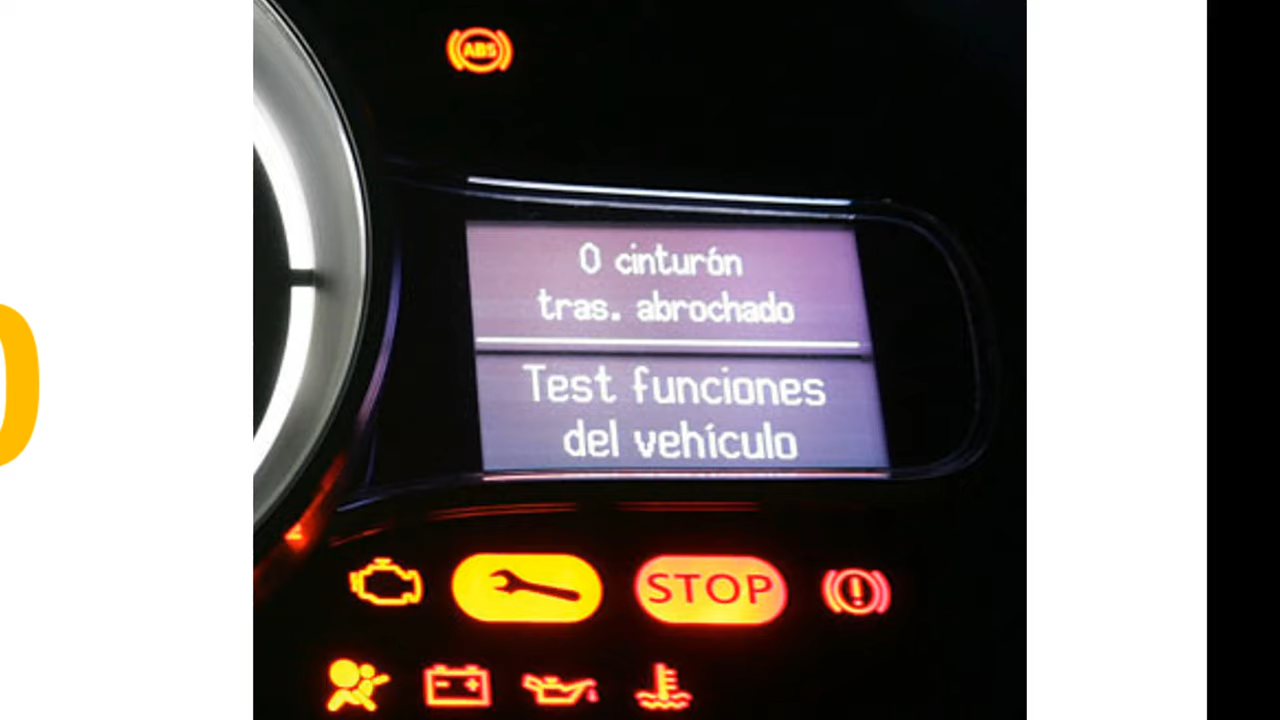 ABS
0 cinturón
tras. abrochado
Test funciones
del vehículo
STOP